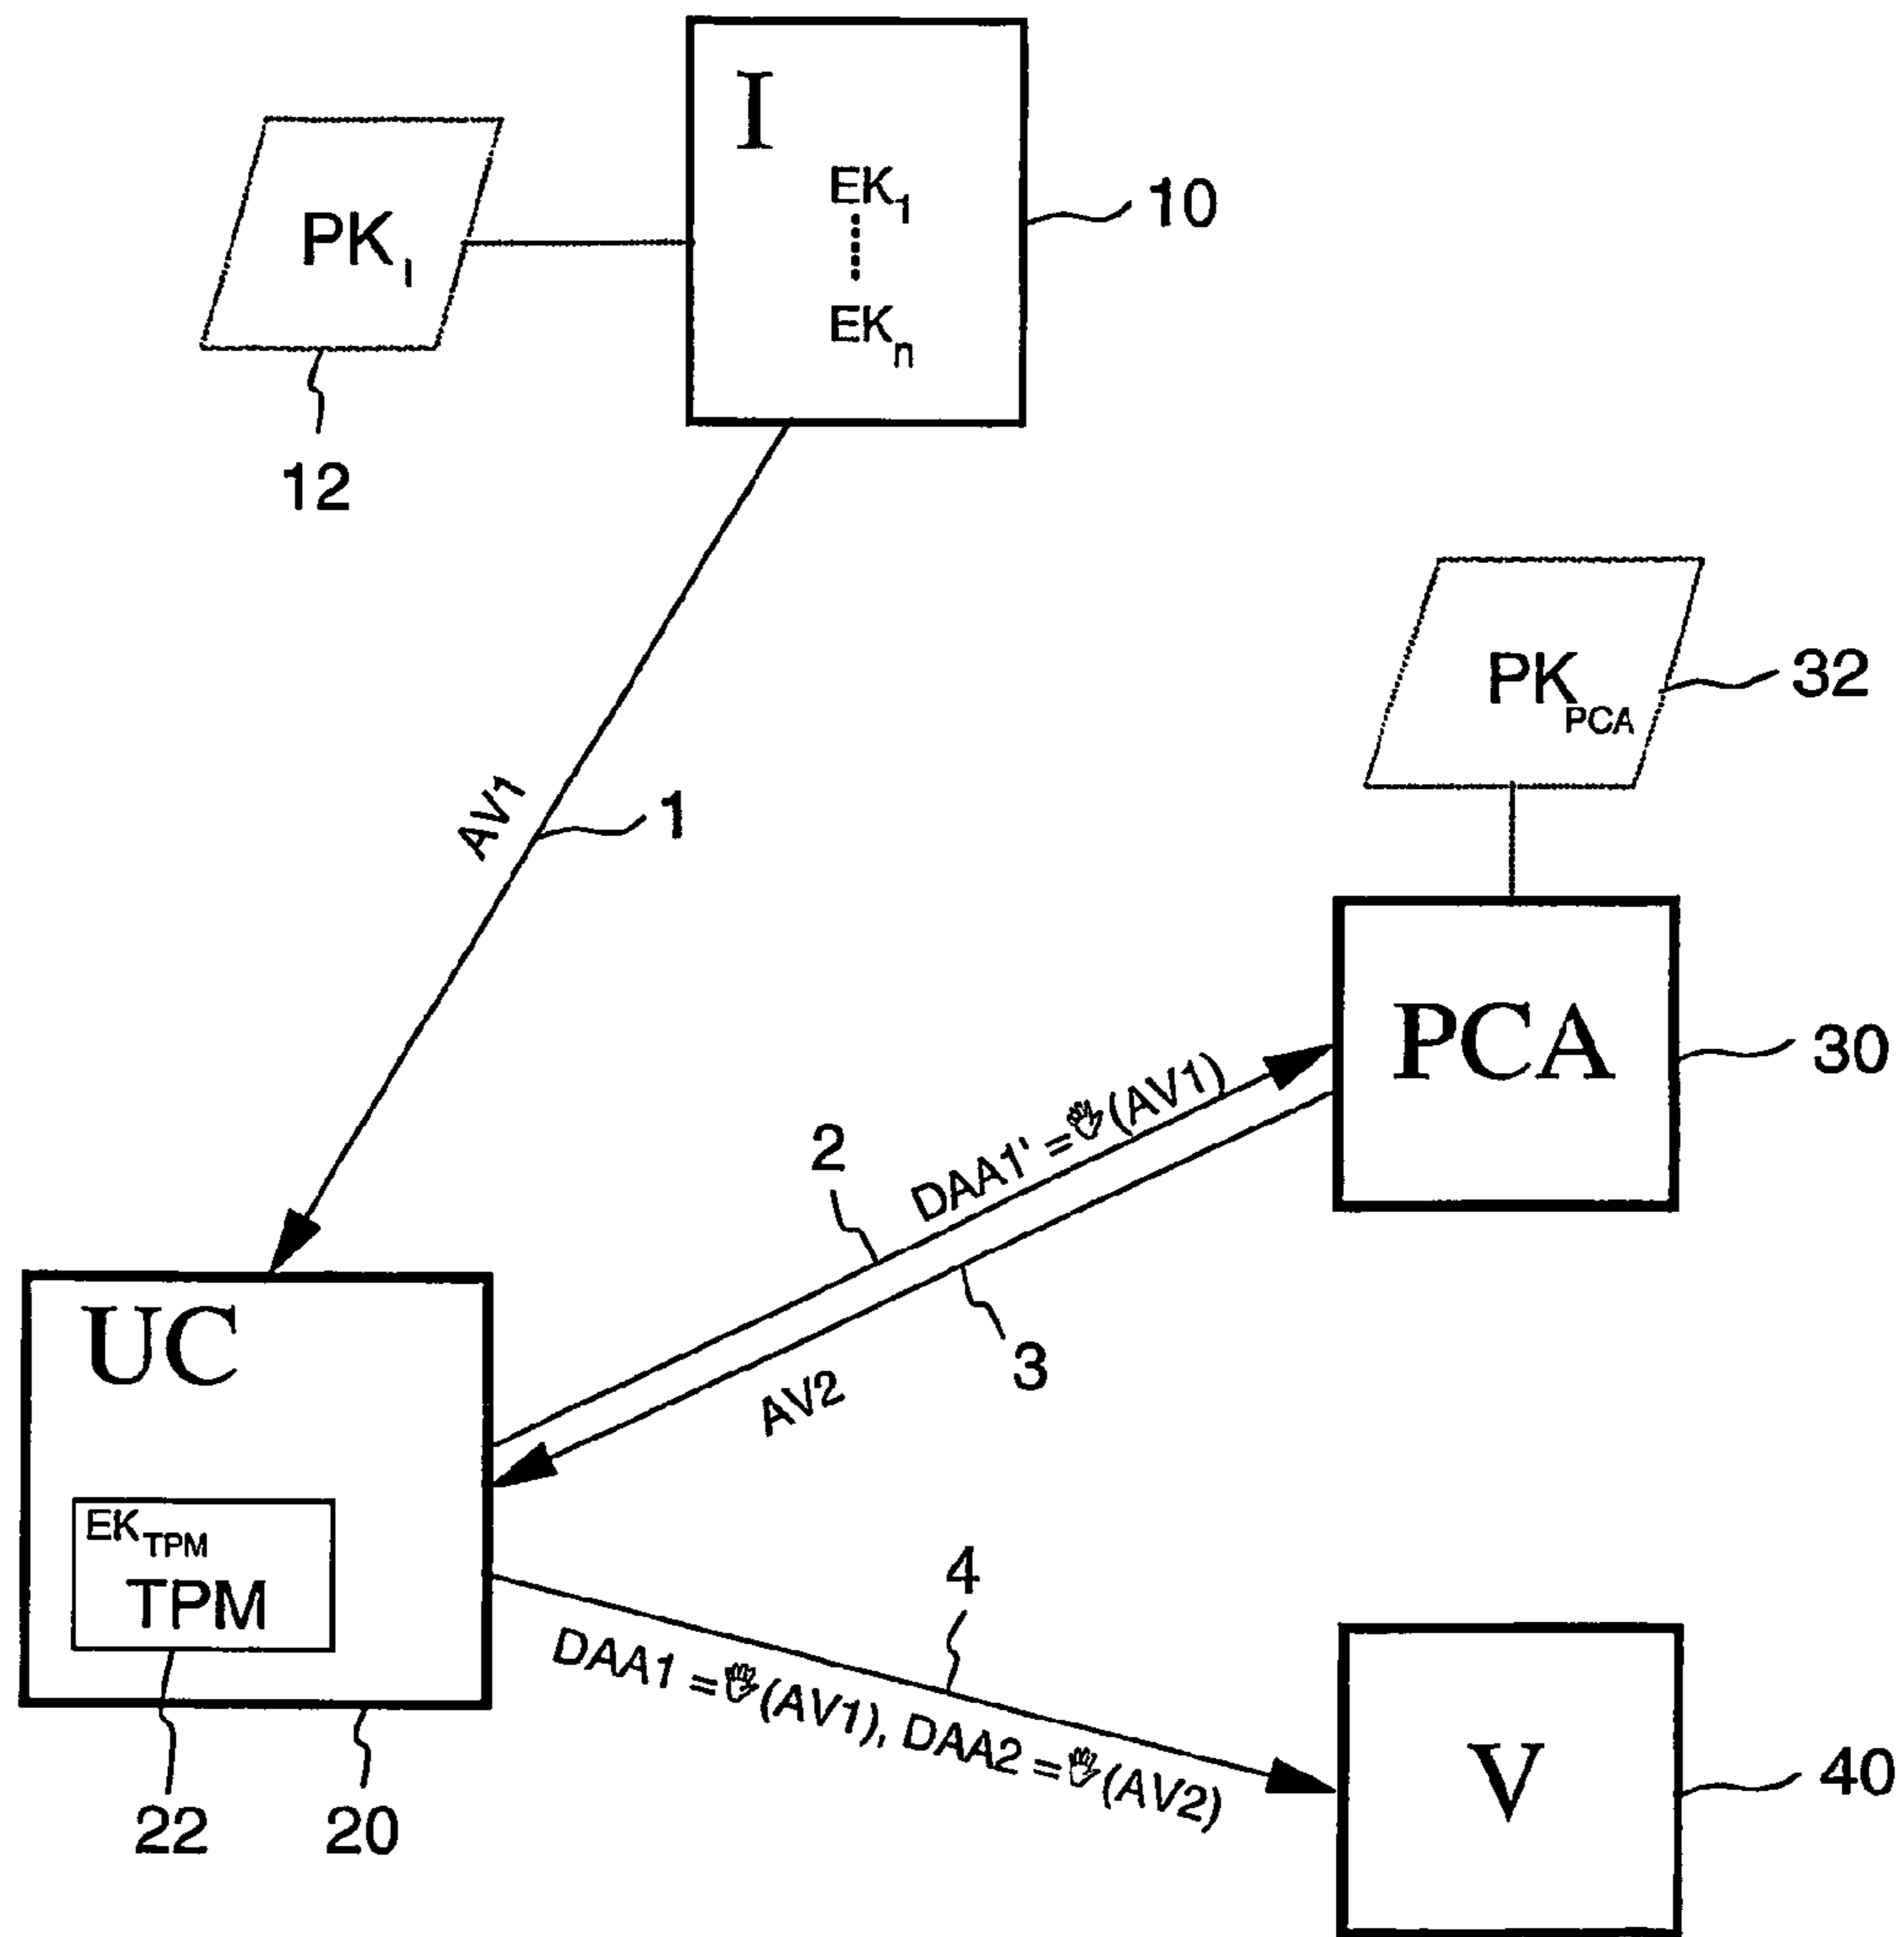 I
EK1
EKn
10
PKI
12
PKPCA
32
AV1
1
PCA
30
DAA1' = (AV1)
2
3
AV2
UC
EKTPM
TPM
22
20
4
DAA1 = (AV1), DAA2 = (AV2)
V
40